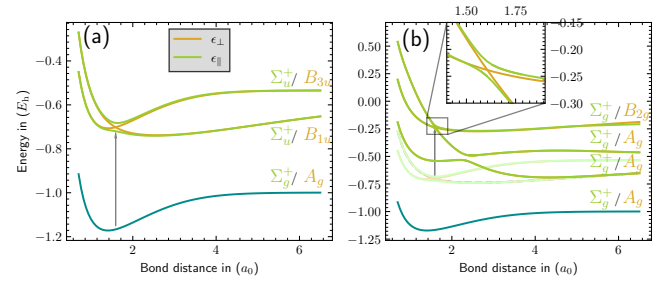 (a)
ϵ⊥
ϵ∥
Σu+/ B3u
Σu+/ B1u
Σg+/ Ag
Energy in (Eh)
−0.4
−0.6
−0.8
−1.0
−1.2
2
4
6
Bond distance in (a0)
(b)
1.50
1.75
−0.15
−0.20
−0.25
−0.30
Σg+/ B2g
Σg+/ Ag
Σg+/ Ag
Σg+/ Ag
0.50
0.25
0.00
−0.25
−0.50
−0.75
−1.00
−1.25
2
4
6
Bond distance in (a0)